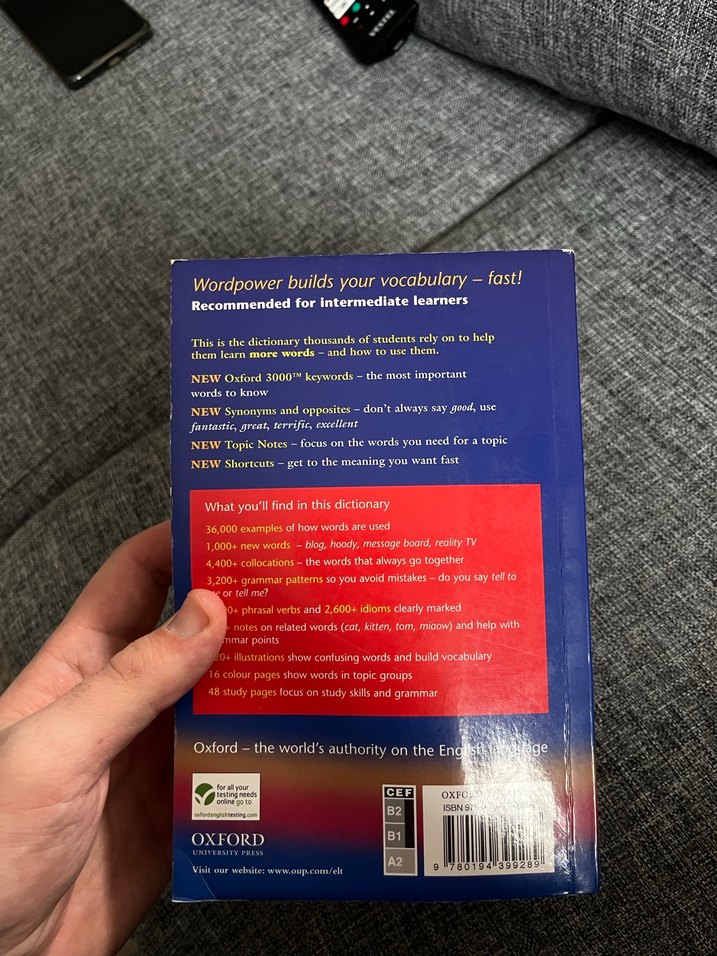 VESTEL
Wordpower builds your vocabulary – fast!
Recommended for intermediate learners
This is the dictionary thousands of students rely on to help
them learn more words – and how to use them.
NEW Oxford 3000™ keywords – the most important
words to know
NEW Synonyms and opposites – don't always say good, use
fantastic, great, terrific, excellent
NEW Topic Notes – focus on the words you need for a topic
NEW Shortcuts – get to the meaning you want fast
What you'll find in this dictionary
36,000 examples of how words are used
1,000+ new words – blog, hoody, message board, reality TV
4,400+ collocations – the words that always go together
3,200+ grammar patterns so you avoid mistakes – do you say tell to
or tell me?
phrasal verbs and 2,600+ idioms clearly marked
notes on related words (cat, kitten, tom, miaow) and help with
points
illustrations show confusing words and build vocabulary
16 colour pages show words in topic groups
48 study pages focus on study skills and grammar
Oxford – the world's authority on the English language
for all your
testing needs
online go to
oxfordenglishtesting.com
OXFORD
UNIVERSITY PRESS
Visit our website: www.oup.com/elt
CEF
B2
B1
A2
OXFORD
ISBN
9 780194 399289